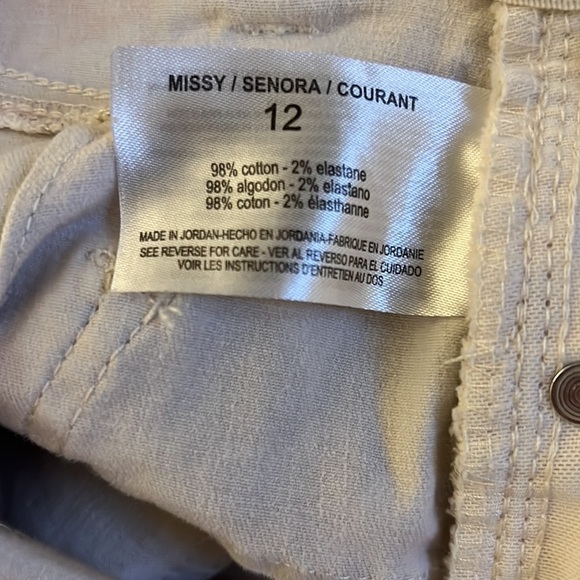 MISSY / SENORA / COURANT
12
98% cotton - 2% elastane
98% algodon - 2% elastano
98% coton - 2% élasthanne
MADE IN JORDAN-HECHO EN JORDANIA-FABRIQUE EN JORDANIE
SEE REVERSE FOR CARE - VER AL REVERSO PARA EL CUIDADO
VOIR LES INSTRUCTIONS D'ENTRETIEN AU DOS